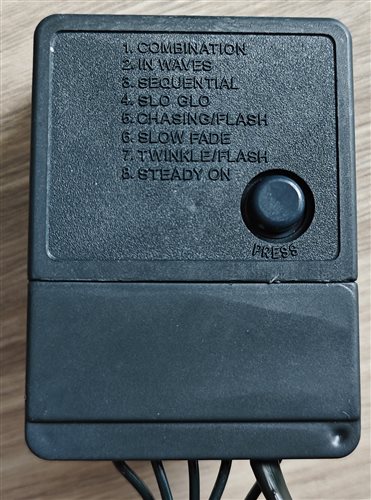 1. COMBINATION
2. IN WAVES
3. SEQUENTIAL
4. SLO GLO
5. CHASING/FLASH
6. SLOW FADE
7. TWINKLE/FLASH
8. STEADY ON
PRESS